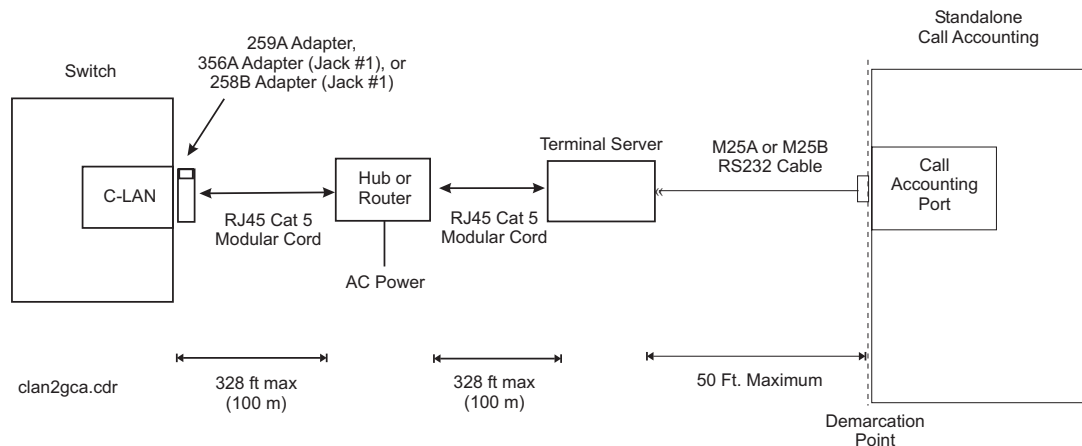 Standalone
Call Accounting
259A Adapter,
356A Adapter (Jack #1), or
258B Adapter (Jack #1)
Switch
C-LAN
RJ45 Cat 5
Modular Cord
Hub or
Router
AC Power
RJ45 Cat 5
Modular Cord
Terminal Server
M25A or M25B
RS232 Cable
Call
Accounting
Port
clan2gca.cdr
328 ft max
(100 m)
328 ft max
(100 m)
50 Ft. Maximum
Demarcation
Point